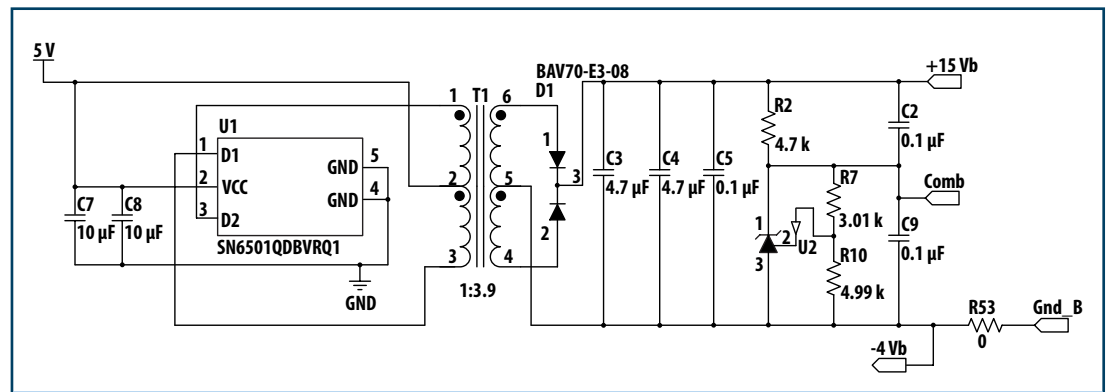 5 V
BAV70-E3-08
D1
+15 Vb
1
T1
6
R2
4.7 k
C2
0.1 µF
U1
1
D1
GND
5
2
VCC
GND
4
3
D2
SN6501QDBVRQ1
C7
10 µF
C8
10 µF
GND
2
3
5
4
1:3.9
1
3
2
C3
4.7 µF
C4
4.7 µF
C5
0.1 µF
R7
3.01 k
Comb
1
2
U2
3
C9
0.1 µF
R10
4.99 k
R53
0
Gnd_B
-4 Vb